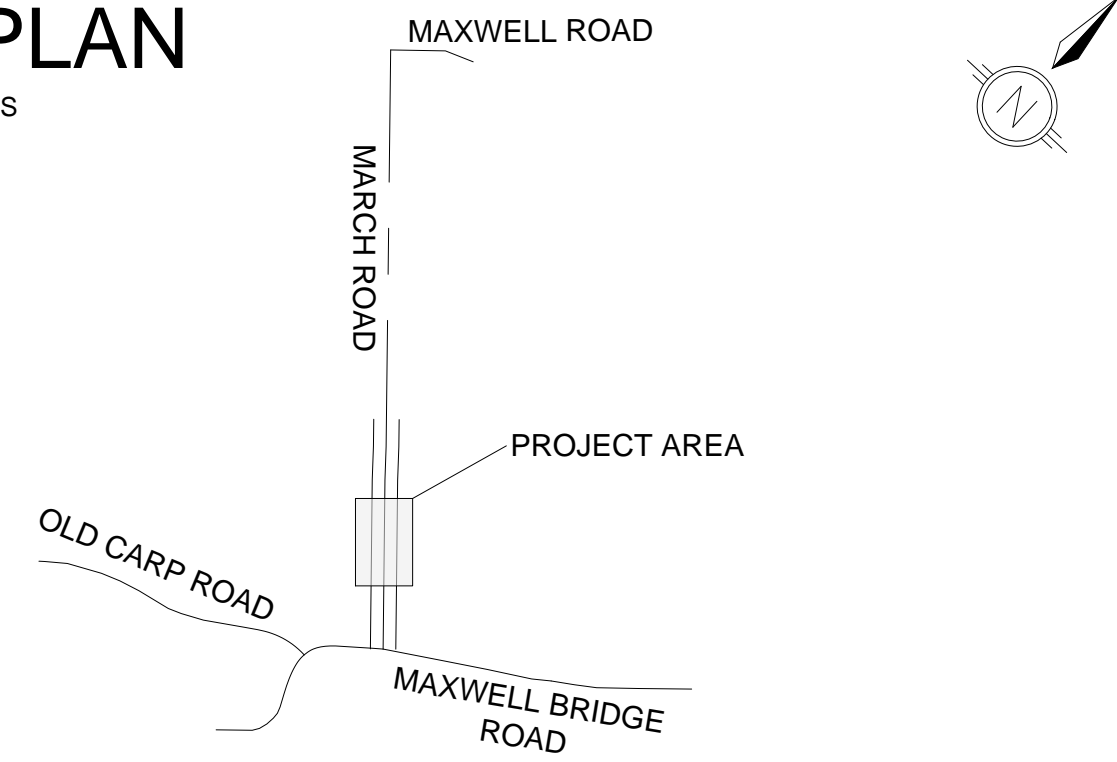 PLAN
S
MAXWELL ROAD
N
MARCH ROAD
PROJECT AREA
OLD CARP ROAD
MAXWELL BRIDGE
ROAD